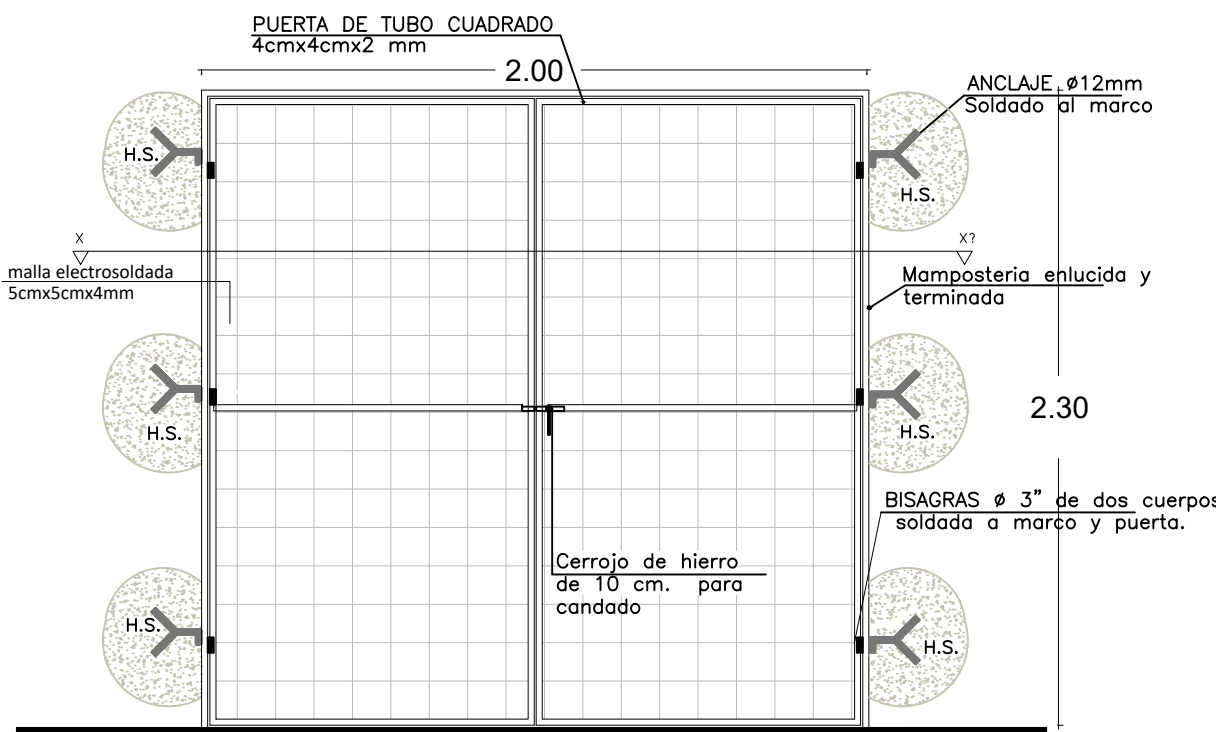 PUERTA DE TUBO CUADRADO
4cmx4cmx2 mm
2.00
ANCLAJE ø12mm
Soldado al marco
H.S.
H.S.
X
X?
malla electrosoldada
5cmx5cmx4mm
Mamposteria enlucida y
terminada
2.30
H.S.
H.S.
BISAGRAS ø 3" de dos cuerpos
soldada a marco y puerta.
Cerrojo de hierro
de 10 cm. para
candado
H.S.
H.S.